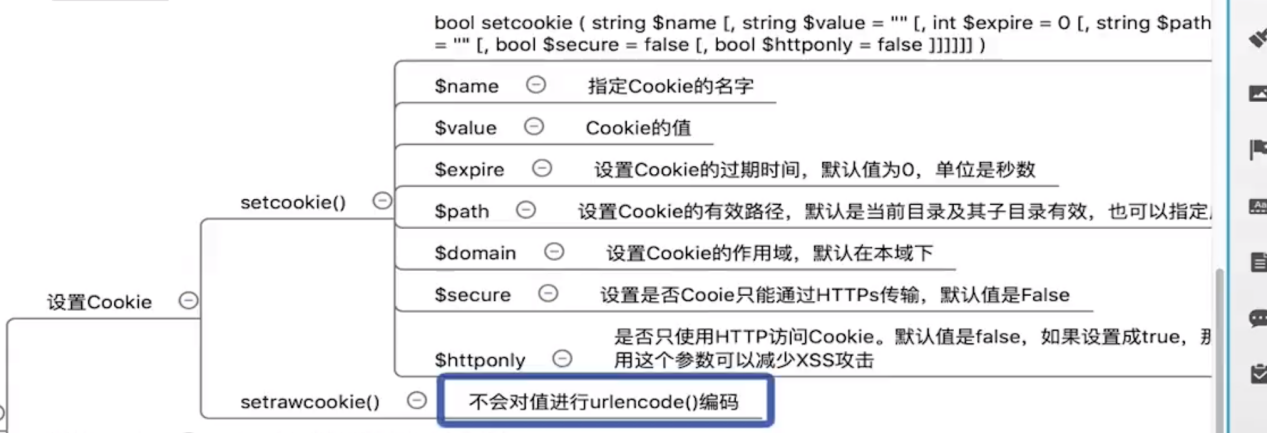 bool setcookie ( string $name [, string $value = "" [, int $expire = 0 [, string $path
= "" [, bool $secure = false [, bool $httponly = false ]]]]]] )
$name 指定Cookie的名字
$value Cookie的值
$expire 设置Cookie的过期时间，默认值为0，单位是秒数
setcookie()
$path 设置Cookie的有效路径，默认是当前目录及其子目录有效，也可以指定
$domain 设置Cookie的作用域，默认在本域下
$secure 设置是否Cooie只能通过HTTPs传输，默认值是False
设置Cookie
是否只使用HTTP访问Cookie。默认值是false，如果设置成true，那
$httponly 用这个参数可以减少XSS攻击
setrawcookie() 不会对值进行urlencode()编码